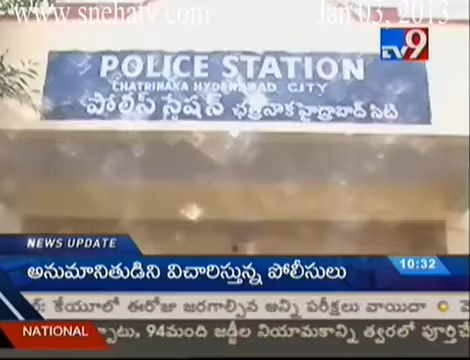 www.snehatv.com Jan 03, 2013
TV9
POLICE STATION
CHATRINAKA HYDERABAD CITY
పోలీస్ స్టేషన్ ఛత్రినాక హైద్రాబాద్ సిటి
NEWS UPDATE
10:32
అనుమానితుడిని విచారిస్తున్న పోలీసులు
కేయూలో ఈరోజు జరగాల్సిన అన్ని పరీక్షలు వాయిదా
NATIONAL
94మంది జడ్జీల నియామకాన్ని త్వరలో